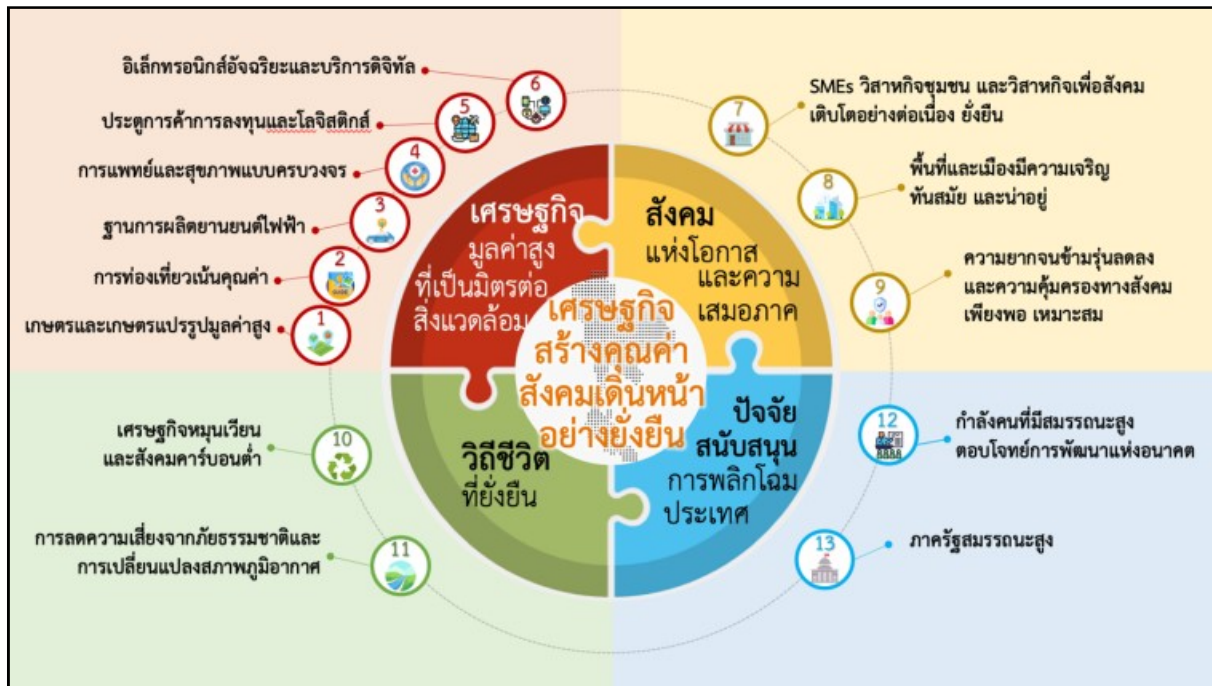 6
อิเล็กทรอนิกส์อัจฉริยะและบริการดิจิทัล
5
ประตูการค้าการลงทุนและโลจิสติกส์
4
การแพทย์และสุขภาพแบบครบวงจร
3
ฐานการผลิตยานยนต์ไฟฟ้า
2
การท่องเที่ยวเน้นคุณค่า
1
เกษตรและเกษตรแปรรูปมูลค่าสูง
7
SMEs วิสาหกิจชุมชน และวิสาหกิจเพื่อสังคม
เติบโตอย่างต่อเนื่อง ยั่งยืน
8
พื้นที่และเมืองมีความเจริญ
ทันสมัย และน่าอยู่
9
ความยากจนข้ามรุ่นลดลง
และความคุ้มครองทางสังคม
เพียงพอ เหมาะสม
เศรษฐกิจ
มูลค่าสูง
ที่เป็นมิตรต่อ
สิ่งแวดล้อม
สังคม
แห่งโอกาส
และความ
เสมอภาค
เศรษฐกิจ
สร้างคุณค่า
สังคมเดินหน้า
อย่างยั่งยืน
วิถีชีวิต
ที่ยั่งยืน
ปัจจัย
สนับสนุน
การพลิกโฉม
ประเทศ
10
เศรษฐกิจหมุนเวียน
และสังคมคาร์บอนต่ำ
11
การลดความเสี่ยงจากภัยธรรมชาติและ
การเปลี่ยนแปลงสภาพภูมิอากาศ
12
กำลังคนที่มีสมรรถนะสูง
ตอบโจทย์การพัฒนาแห่งอนาคต
13
ภาครัฐสมรรถนะสูง